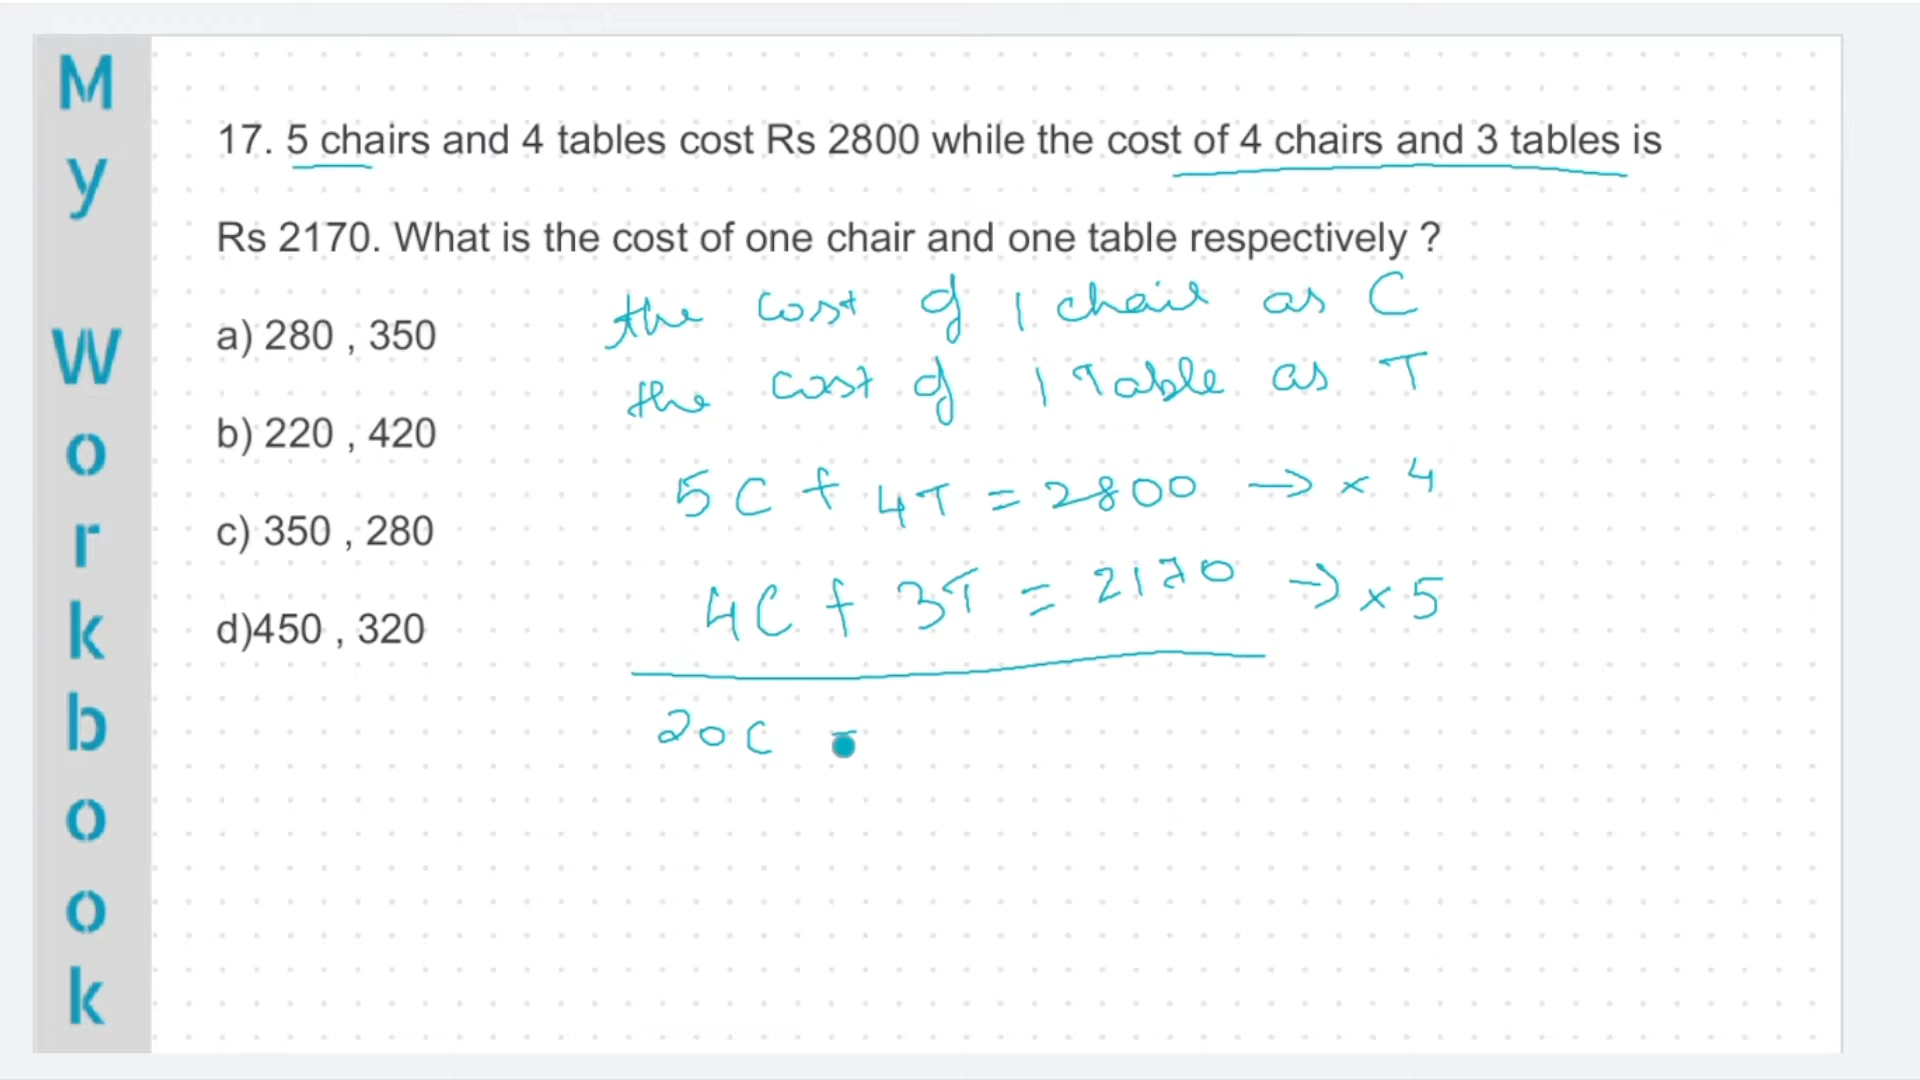 My Workbook
17. 5 chairs and 4 tables cost Rs 2800 while the cost of 4 chairs and 3 tables is
Rs 2170. What is the cost of one chair and one table respectively ?
the cost of 1 chair as C
a) 280 , 350
the cost of 1 Table as T
b) 220 , 420
5C + 4T = 2800 → × 4
c) 350 , 280
4C + 3T = 2170 → × 5
d)450 , 320
20C